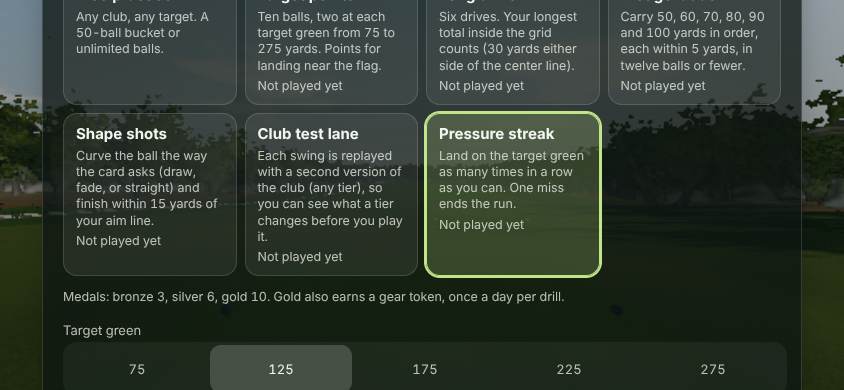 Any club, any target. A
50-ball bucket or
unlimited balls.
Ten balls, two at each
target green from 75 to
275 yards. Points for
landing near the flag.
Not played yet
Six drives. Your longest
total inside the grid
counts (30 yards either
side of the center line).
Not played yet
Carry 50, 60, 70, 80, 90
and 100 yards in order,
each within 5 yards, in
twelve balls or fewer.
Not played yet
Shape shots
Curve the ball the way
the card asks (draw,
fade, or straight) and
finish within 15 yards of
your aim line.
Not played yet
Club test lane
Each swing is replayed
with a second version of
the club (any tier), so
you can see what a tier
changes before you play
it.
Not played yet
Pressure streak
Land on the target green
as many times in a row
as you can. One miss
ends the run.
Not played yet
Medals: bronze 3, silver 6, gold 10. Gold also earns a gear token, once a day per drill.
Target green
75
125
175
225
275